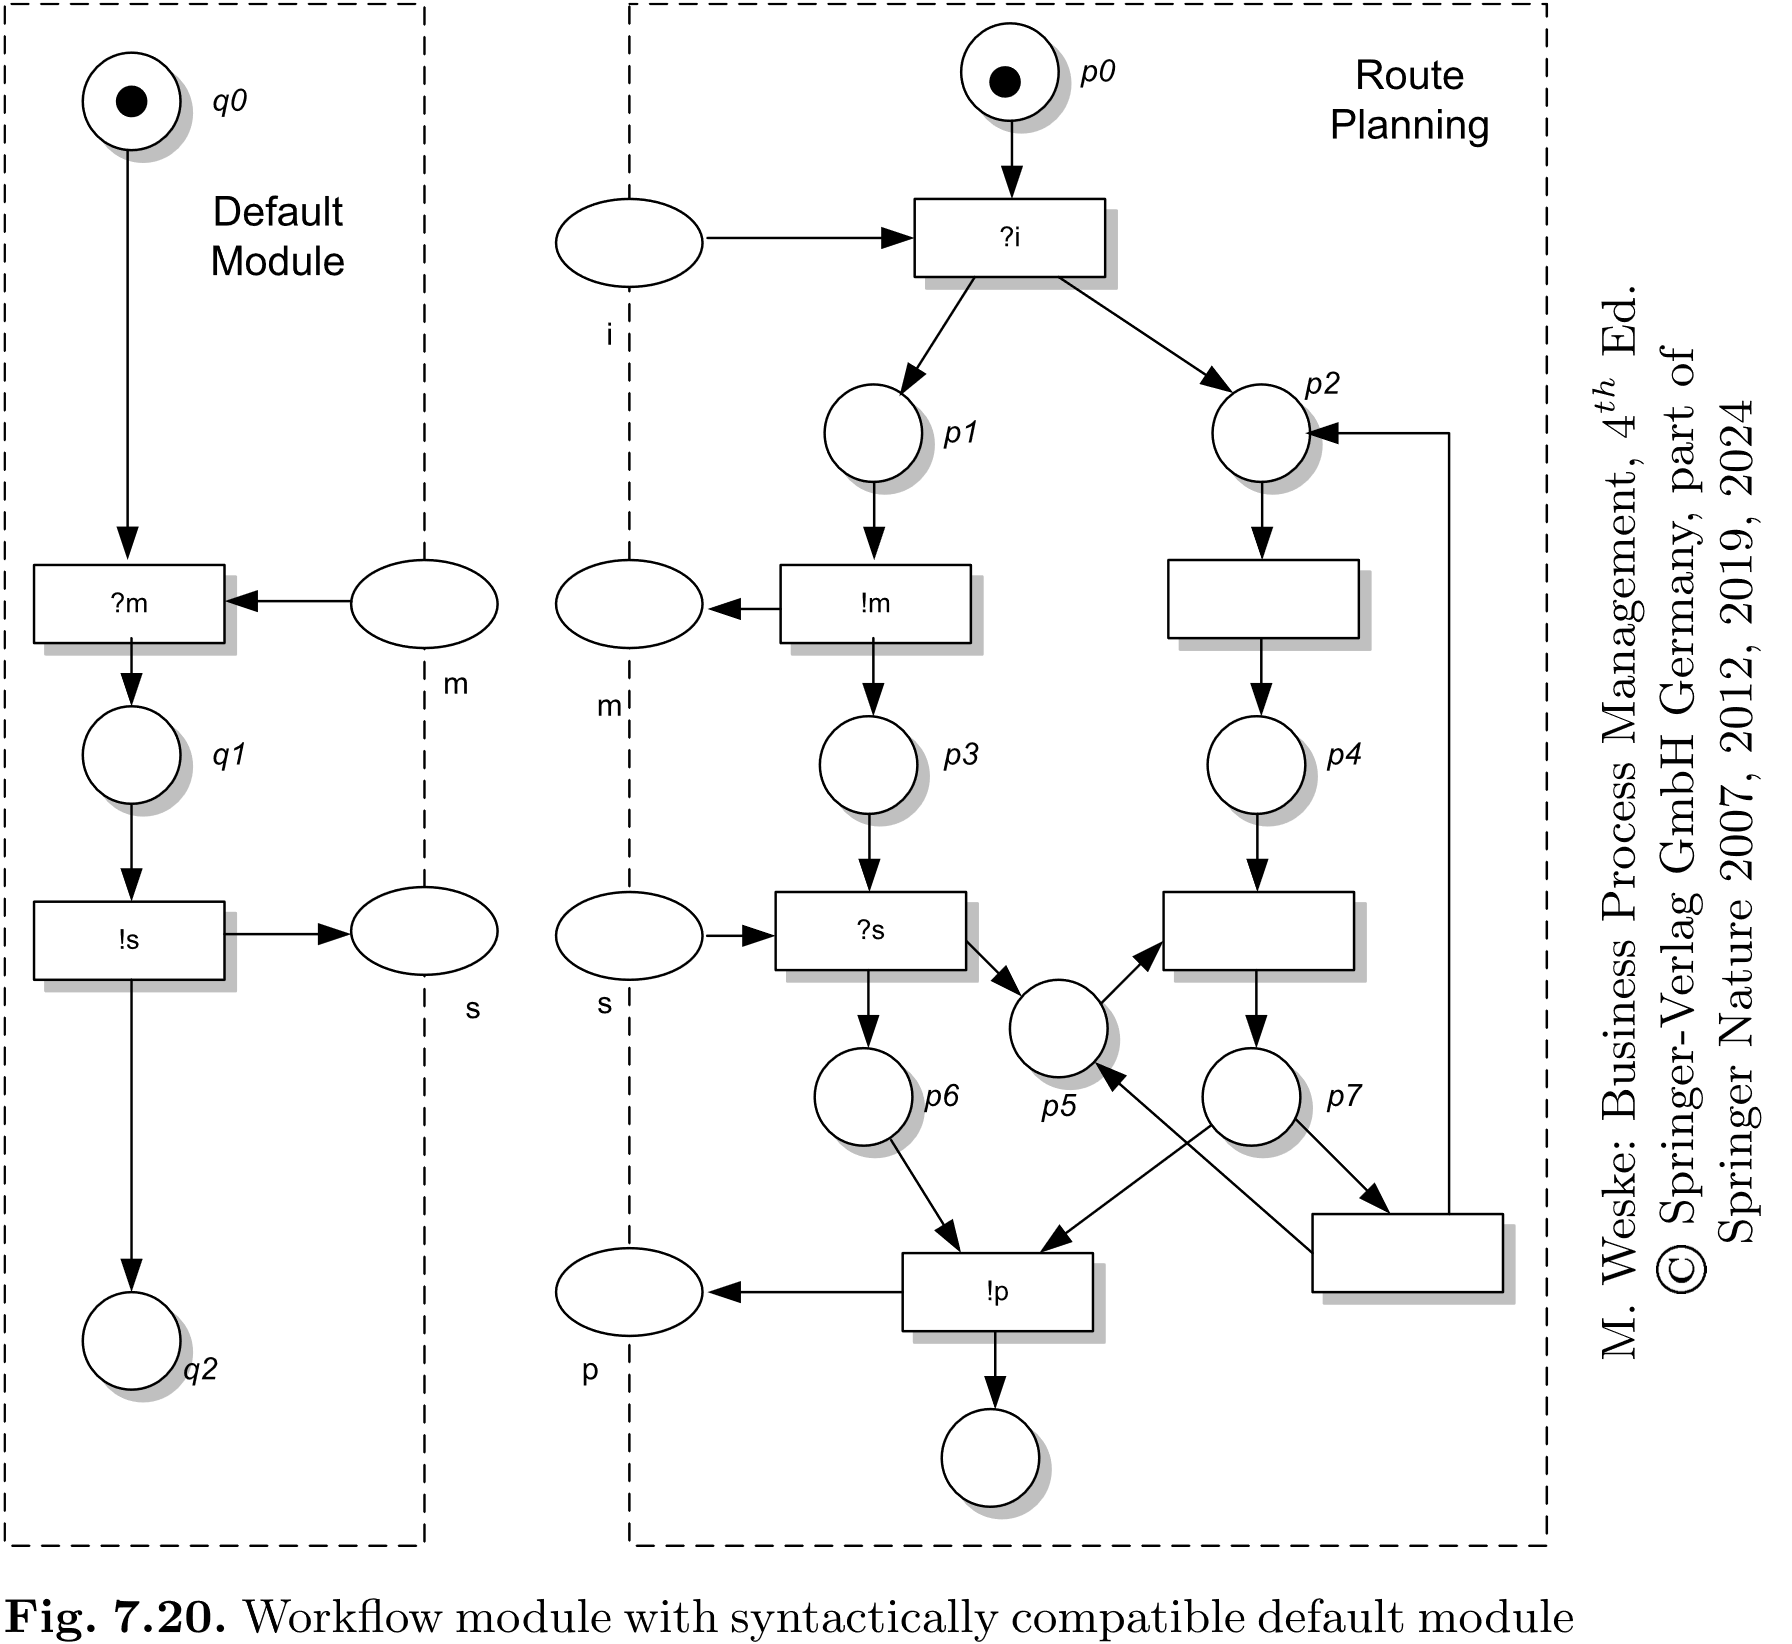 q0
p0
Route
Planning
Default
Module
?i
i
p2
p1
?m
!m
m
m
q1
p3
p4
!s
?s
s
s
p6
p5
p7
!p
q2
p
M. Weske: Business Process Management, 4th Ed.
© Springer-Verlag GmbH Germany, part of
Springer Nature 2007, 2012, 2019, 2024
Fig. 7.20. Workflow module with syntactically compatible default module